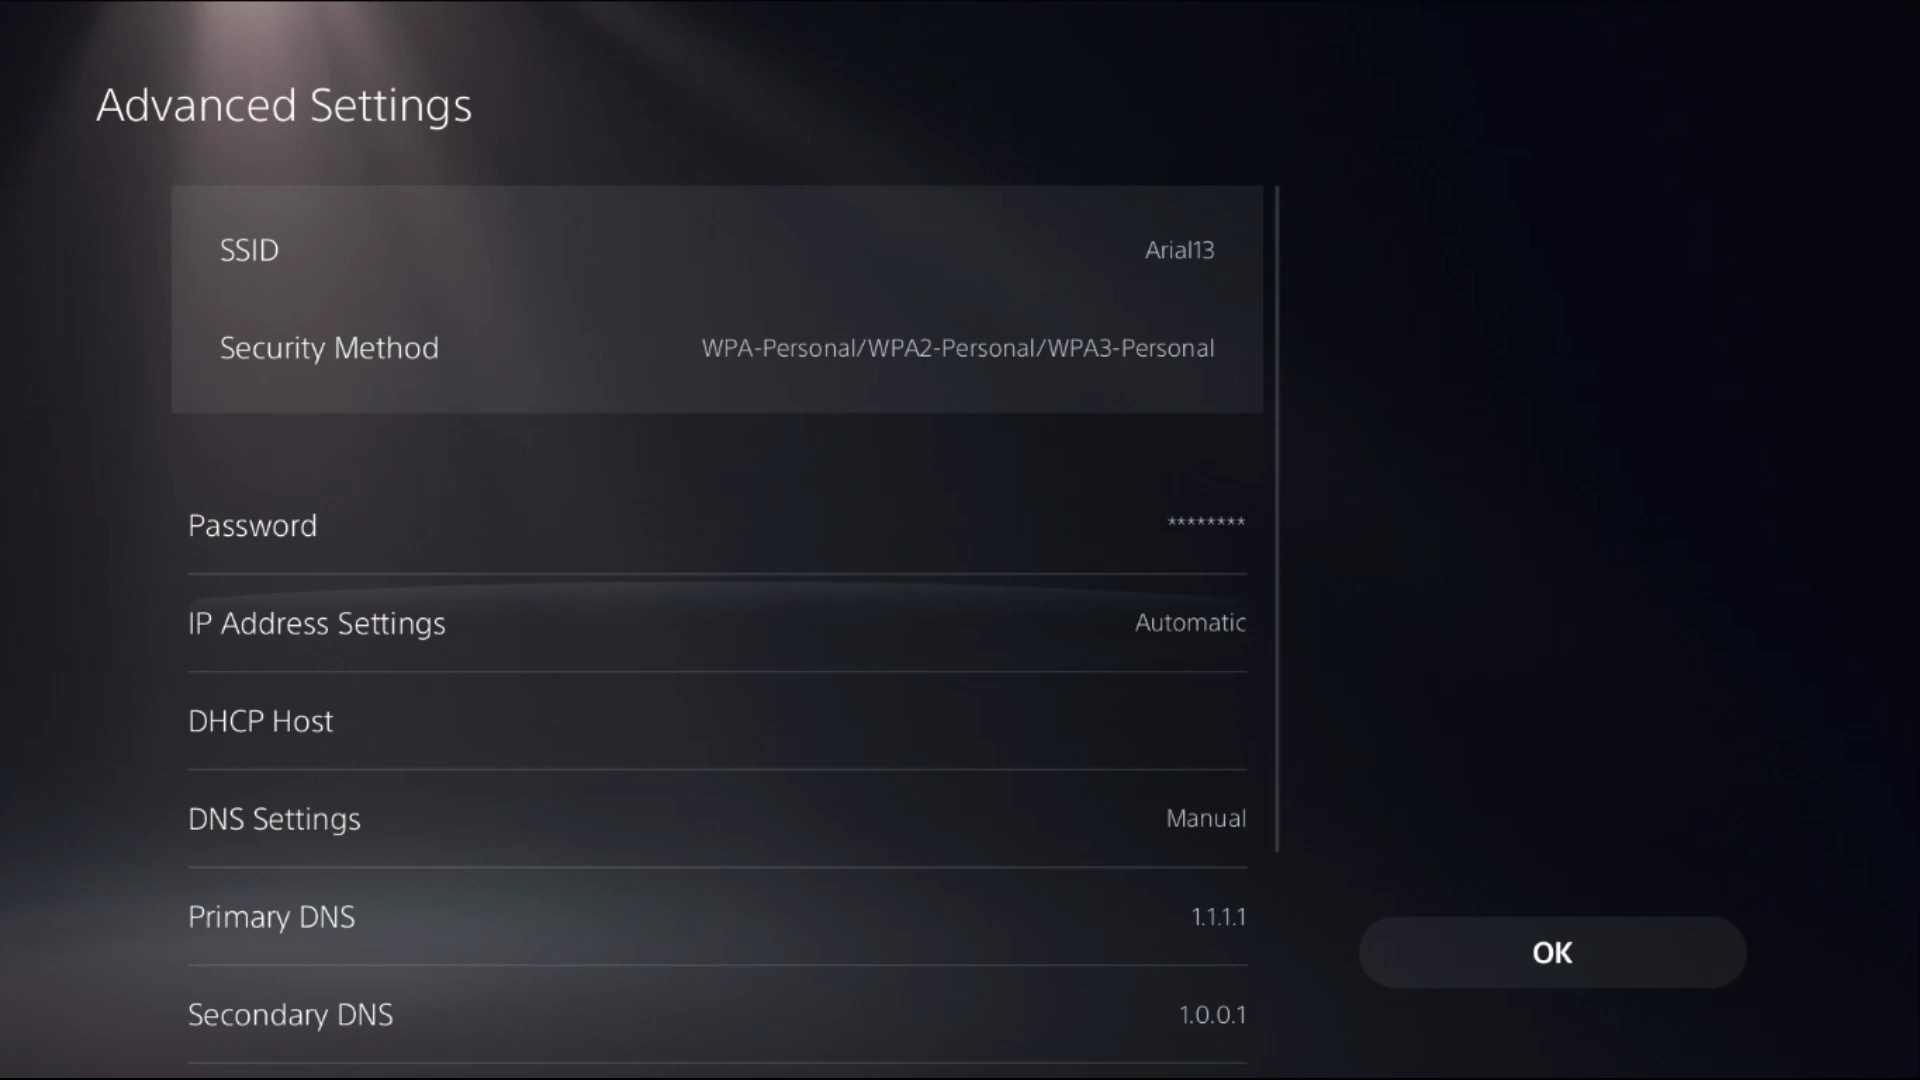 Advanced Settings
SSID Arial13
Security Method WPA-Personal/WPA2-Personal/WPA3-Personal
Password ********
IP Address Settings Automatic
DHCP Host
DNS Settings Manual
Primary DNS 1.1.1.1
OK
Secondary DNS 1.0.0.1